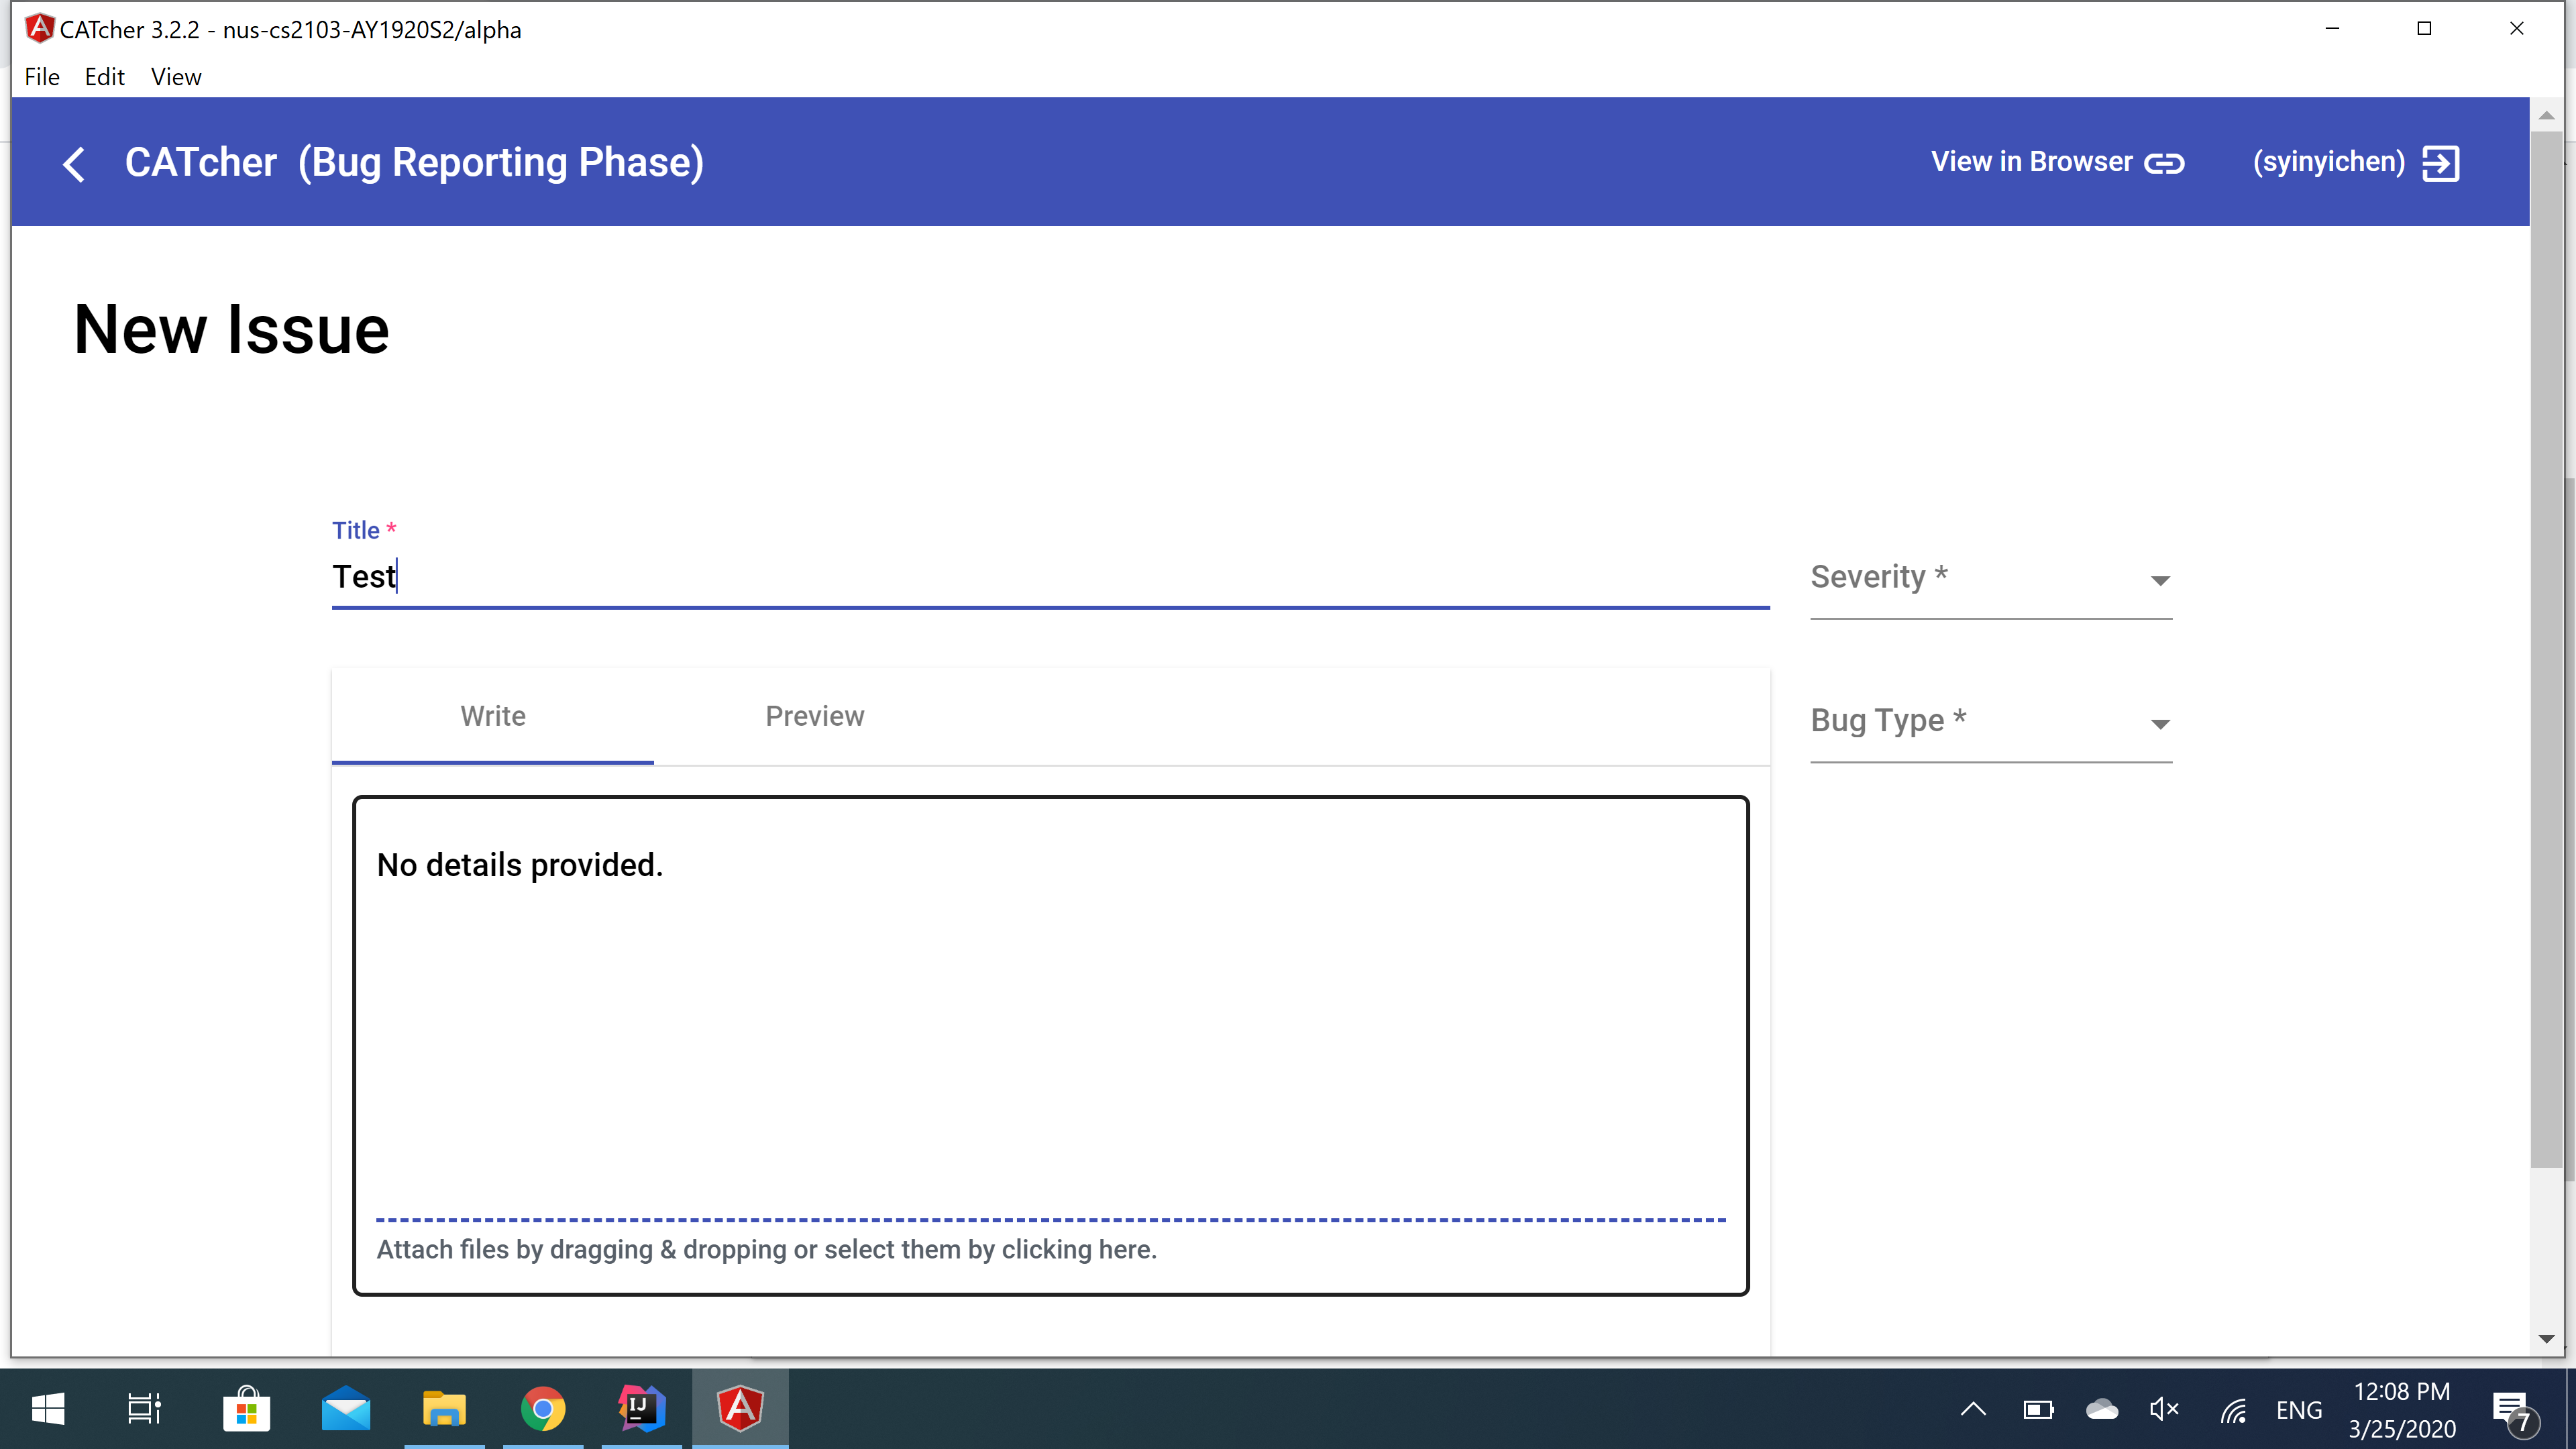 CATcher 3.2.2 - nus-cs2103-AY1920S2/alpha
File Edit View
CATcher (Bug Reporting Phase)
View in Browser
(syinyichen)
New Issue
Title *
Test
Severity *
Write
Preview
Bug Type *
No details provided.
Attach files by dragging & dropping or select them by clicking here.
IJ
ENG
12:08 PM
3/25/2020
7